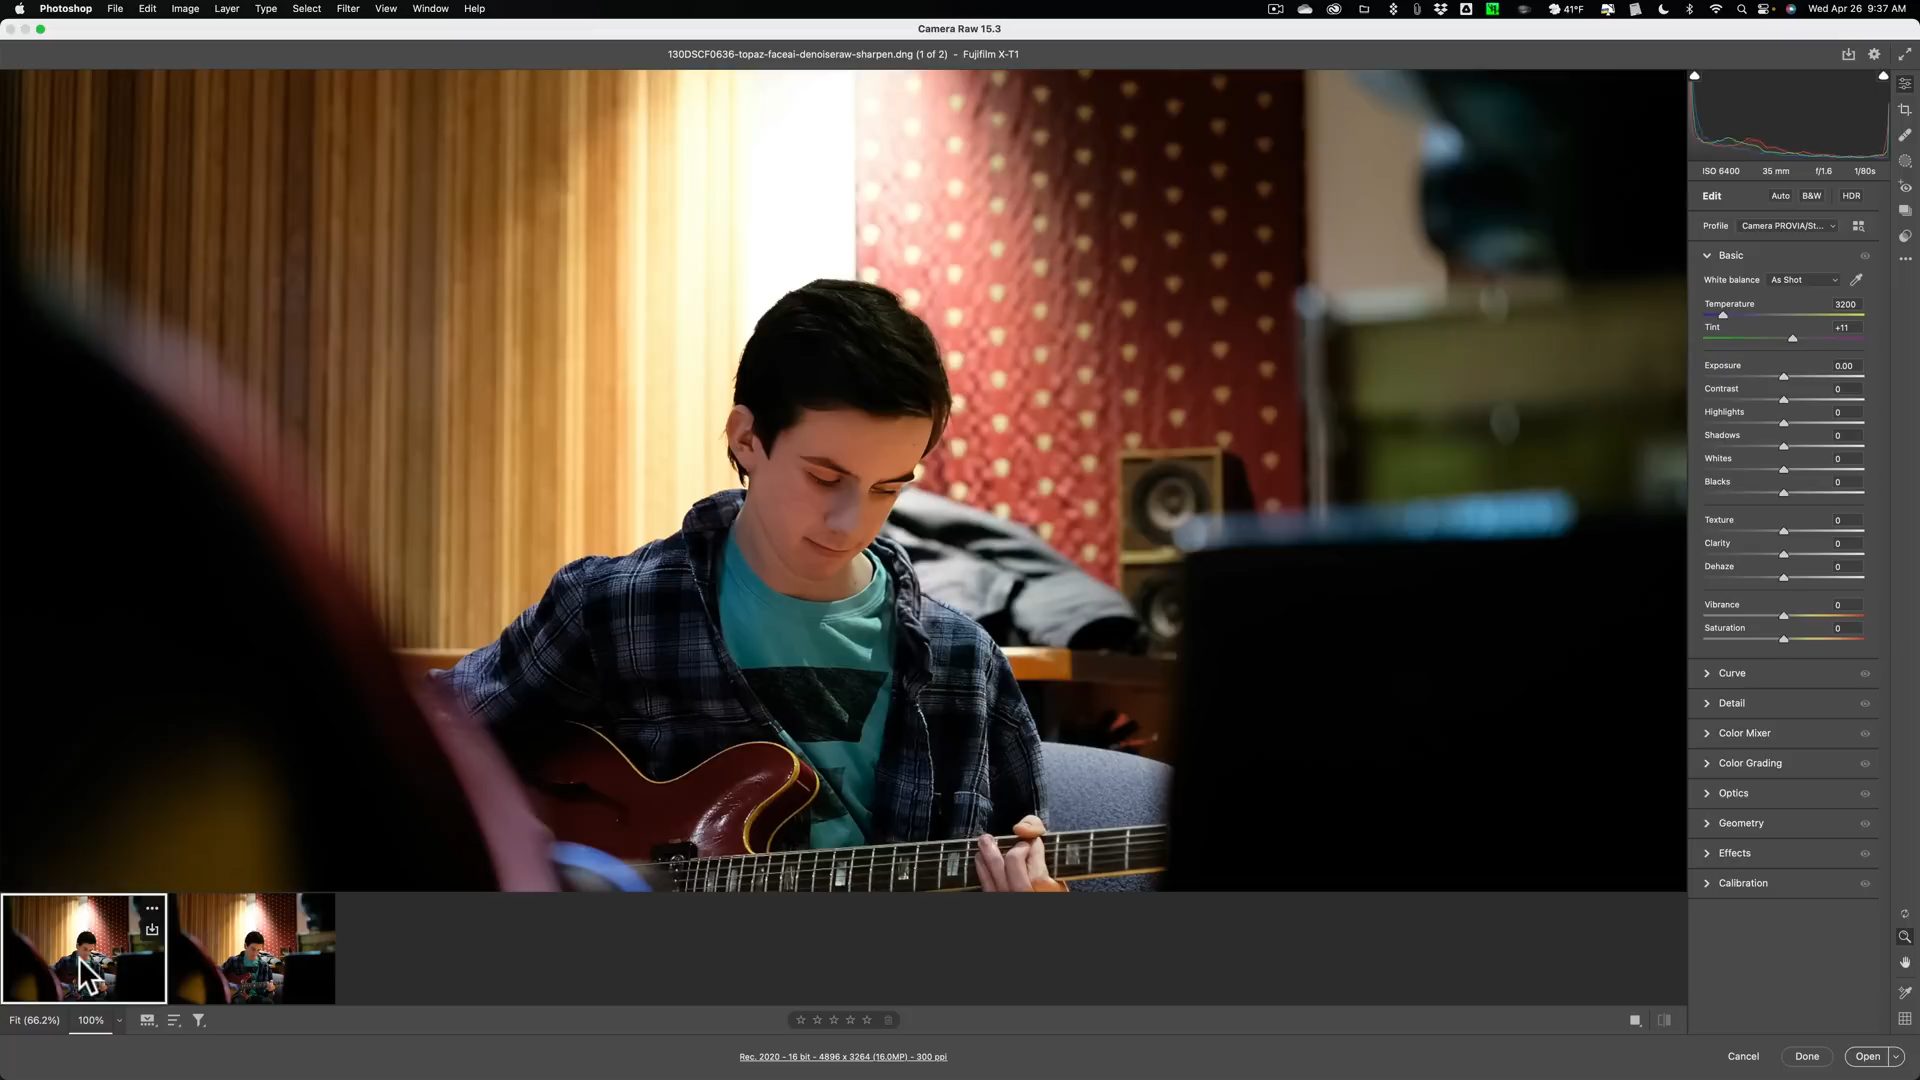 Photoshop File Edit Image Layer Type Select Filter View Window Help 41°F Wed Apr 26 9:37 AM
Camera Raw 15.3
130DSCF0636-topaz-faceai-denoiseraw-sharpen.dng (1 of 2) - Fujifilm X-T1
ISO 6400 35 mm f/1.6 1/80s
Edit Auto B&W HDR
Profile Camera PROVIA/St...
Basic
White balance As Shot
Temperature 3200
Tint +11
Exposure 0.00
Contrast 0
Highlights 0
Shadows 0
Whites 0
Blacks 0
Texture 0
Clarity 0
Dehaze 0
Vibrance 0
Saturation 0
Curve
Detail
Color Mixer
Color Grading
Optics
Geometry
Effects
Calibration
Fit (66.2%) 100%
Rec. 2020 - 16 bit - 4896 x 3264 (16.0MP) - 300 ppi
Cancel Done Open